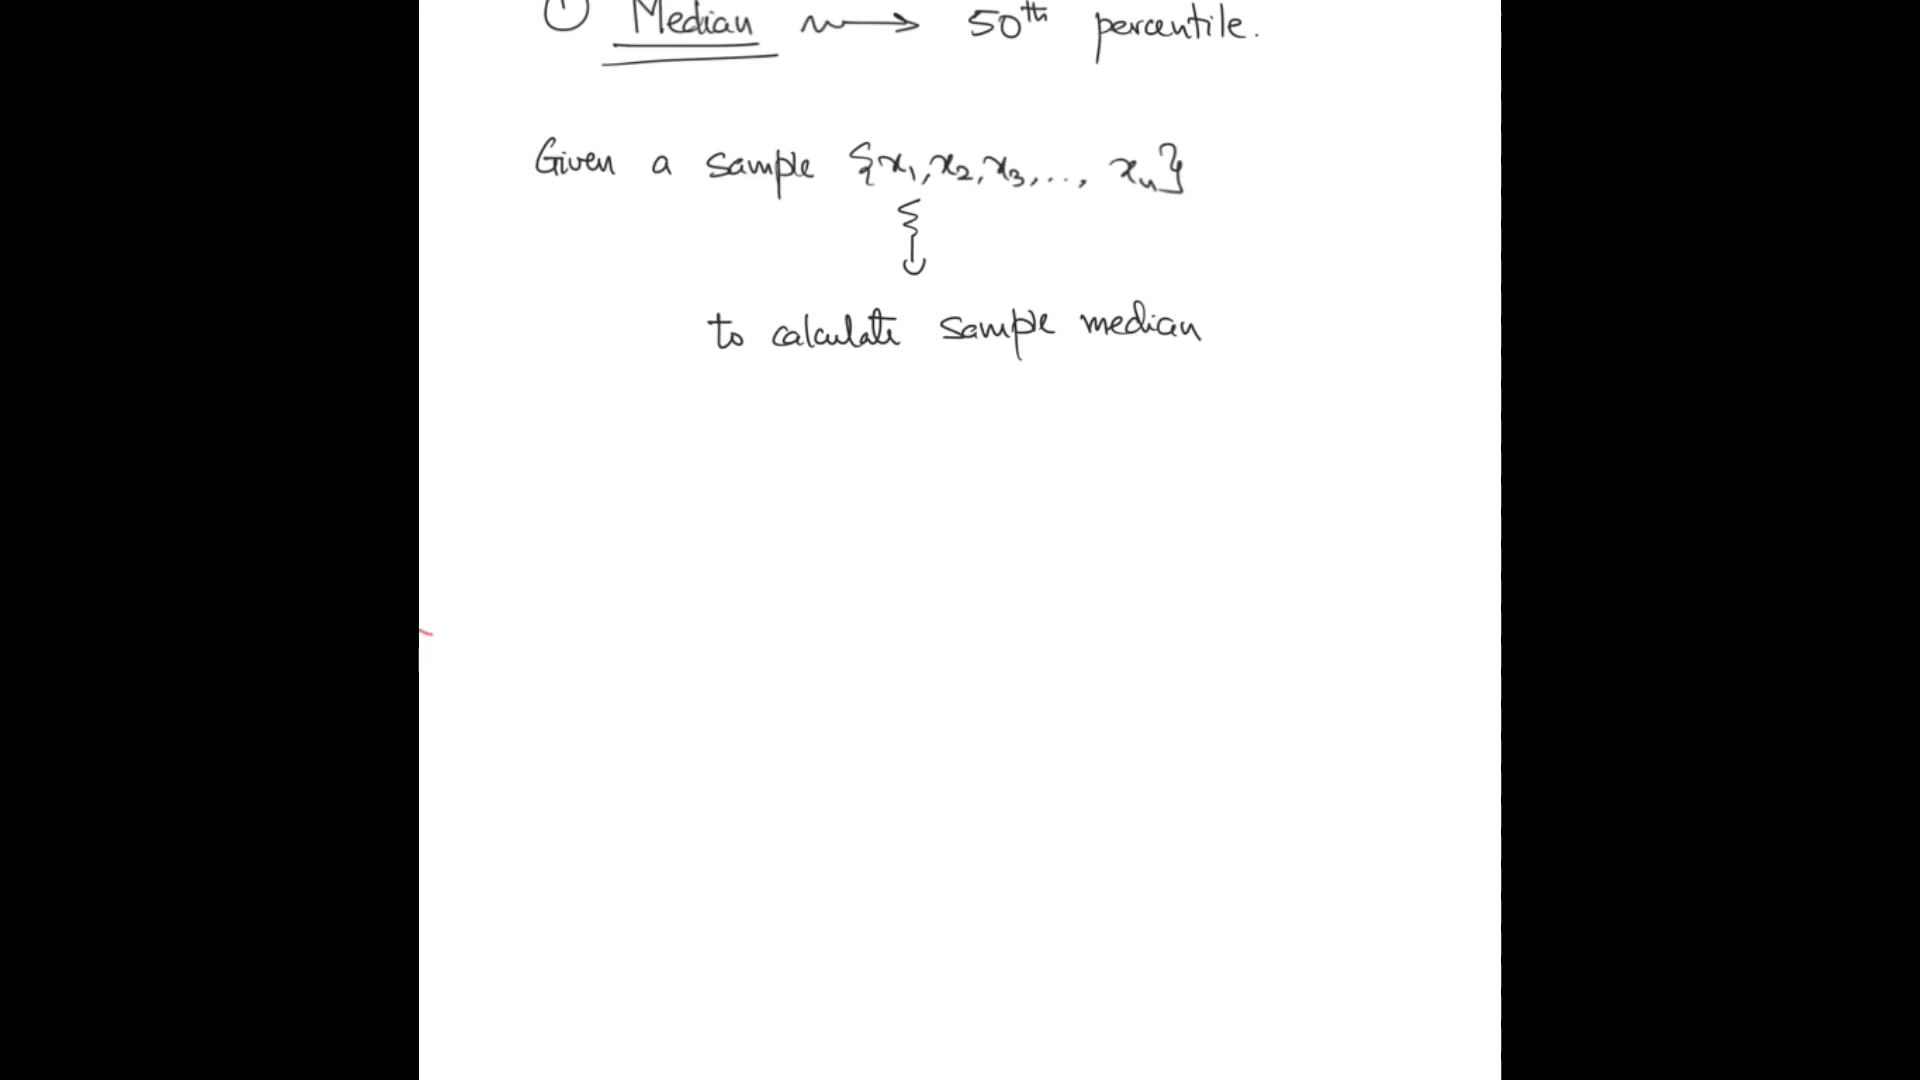 ① Median ⟿ 50th percentile.
Given a sample {x₁, x₂, x₃, ..., xₙ}
to calculate sample median